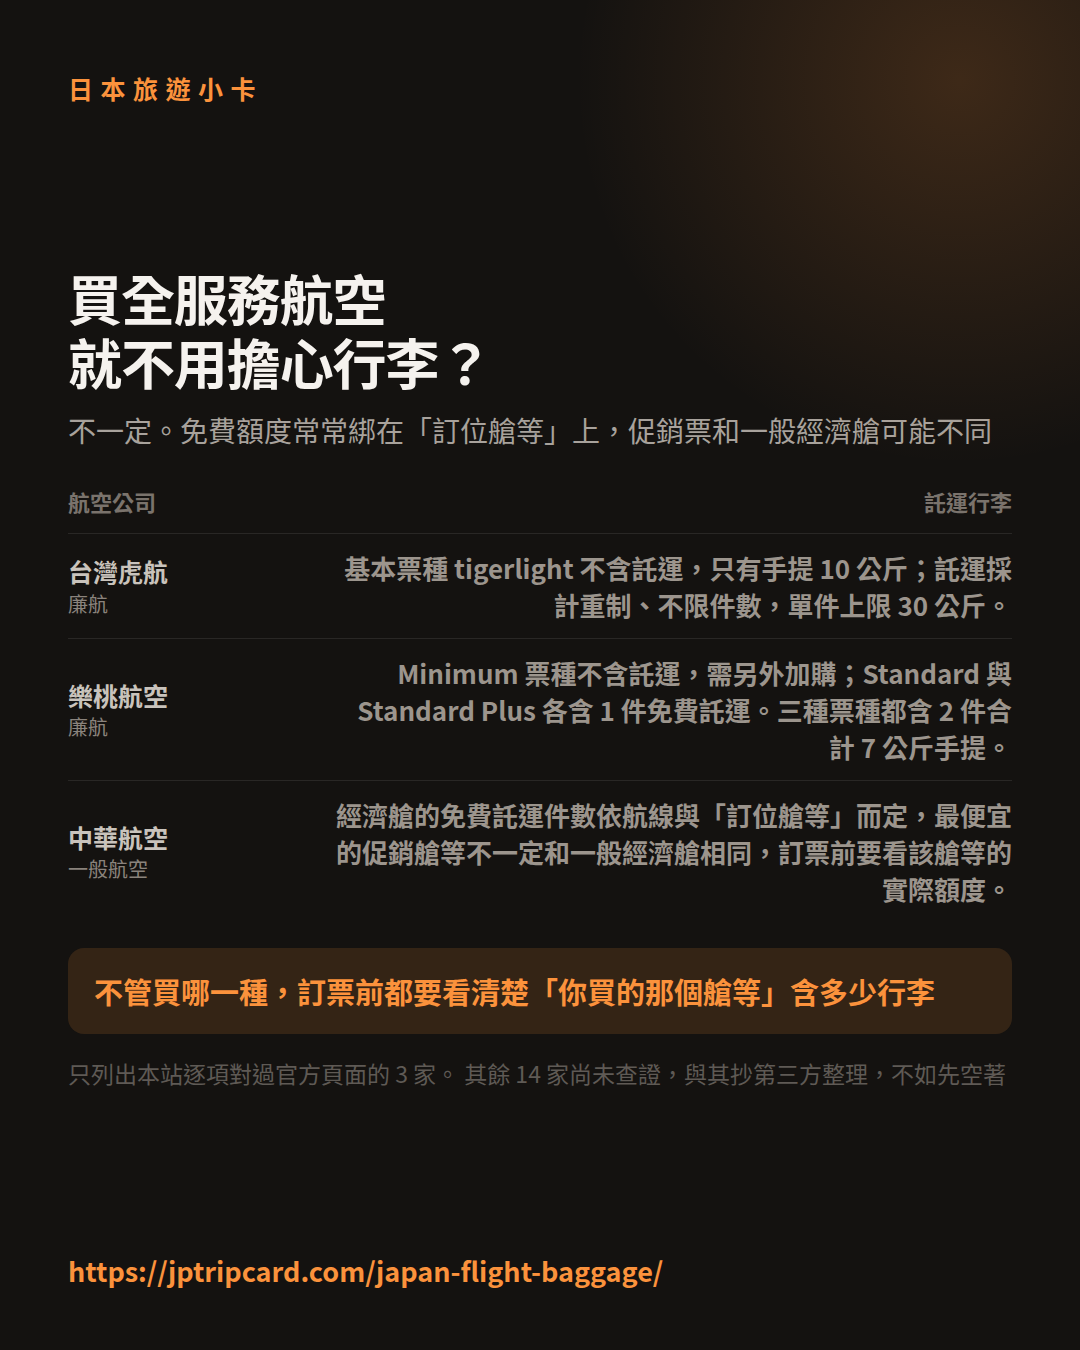 日本旅遊小卡
買全服務航空
就不用擔心行李？
不一定。免費額度常常綁在「訂位艙等」上，促銷票和一般經濟艙可能不同
航空公司
託運行李
台灣虎航
廉航
基本票種 tigerlight 不含託運，只有手提 10 公斤；託運採
計重制、不限件數，單件上限 30 公斤。
樂桃航空
廉航
Minimum 票種不含託運，需另外加購；Standard 與
Standard Plus 各含 1 件免費託運。三種票種都含 2 件合
計 7 公斤手提。
中華航空
一般航空
經濟艙的免費託運件數依航線與「訂位艙等」而定，最便宜
的促銷艙等不一定和一般經濟艙相同，訂票前要看該艙等的
實際額度。
不管買哪一種，訂票前都要看清楚「你買的那個艙等」含多少行李
只列出本站逐項對過官方頁面的 3 家。 其餘 14 家尚未查證，與其抄第三方整理，不如先空著
https://jptripcard.com/japan-flight-baggage/